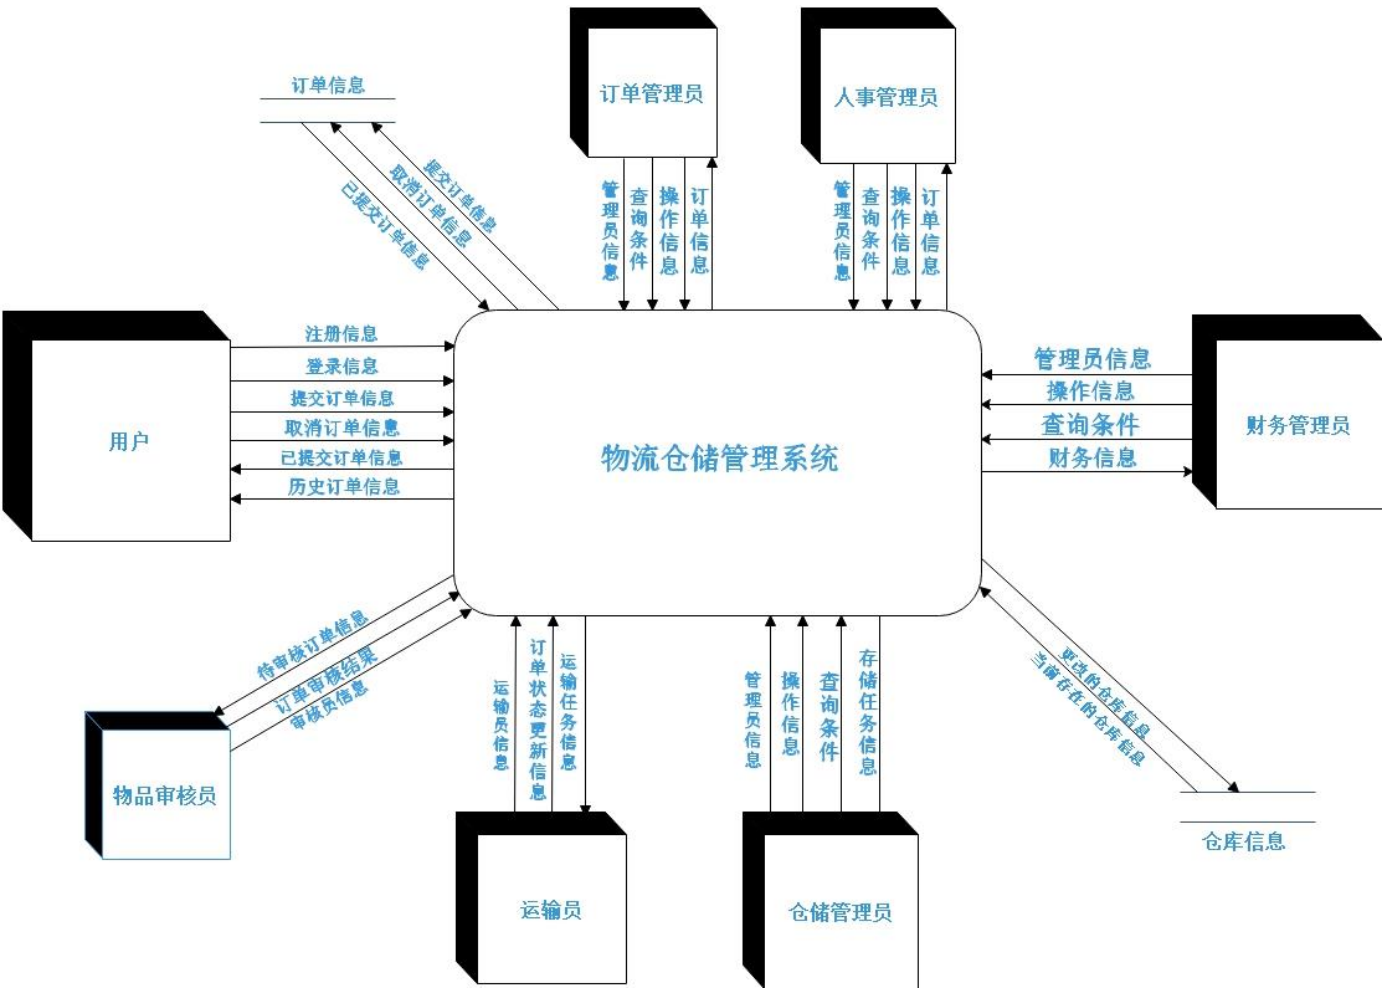 订单信息
订单管理员
人事管理员
提交订单信息
取消订单信息
已提交订单信息
管理员信息
查询条件
操作信息
订单信息
管理员信息
查询条件
操作信息
订单信息
注册信息
登录信息
提交订单信息
取消订单信息
已提交订单信息
历史订单信息
用户
物流仓储管理系统
管理员信息
操作信息
查询条件
财务信息
财务管理员
待审核订单信息
订单审核结果
审核员信息
物品审核员
运输员信息
订单状态更新信息
运输任务信息
运输员
管理员信息
操作信息
查询条件
存储任务信息
仓储管理员
更改的仓库信息
当前存在的仓库信息
仓库信息